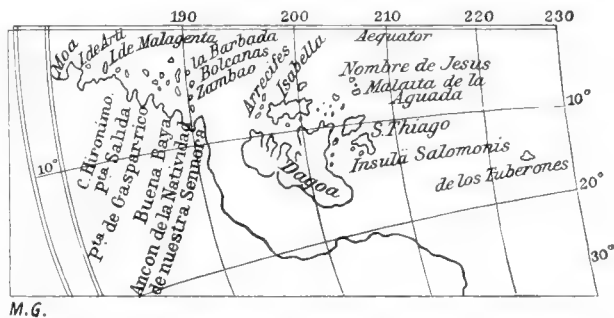 190
200
210
220
230
Moa
I. de Arti
I. de Malagenta
la Barbada
Bolcanas
Zambao
Arrecifes
Isabella
Aequator
Nombre de Jesus
Malaita de la
Aguada
10°
S. Thiago
Insulä Salomonis
de los Tuberones
Dagoa
20°
30°
10°
C. Hironimo
Pta Salida
Pta de Gasparrico
Buena Baya
Ancon de la Natividad
de nuestra Sennora
M.G.